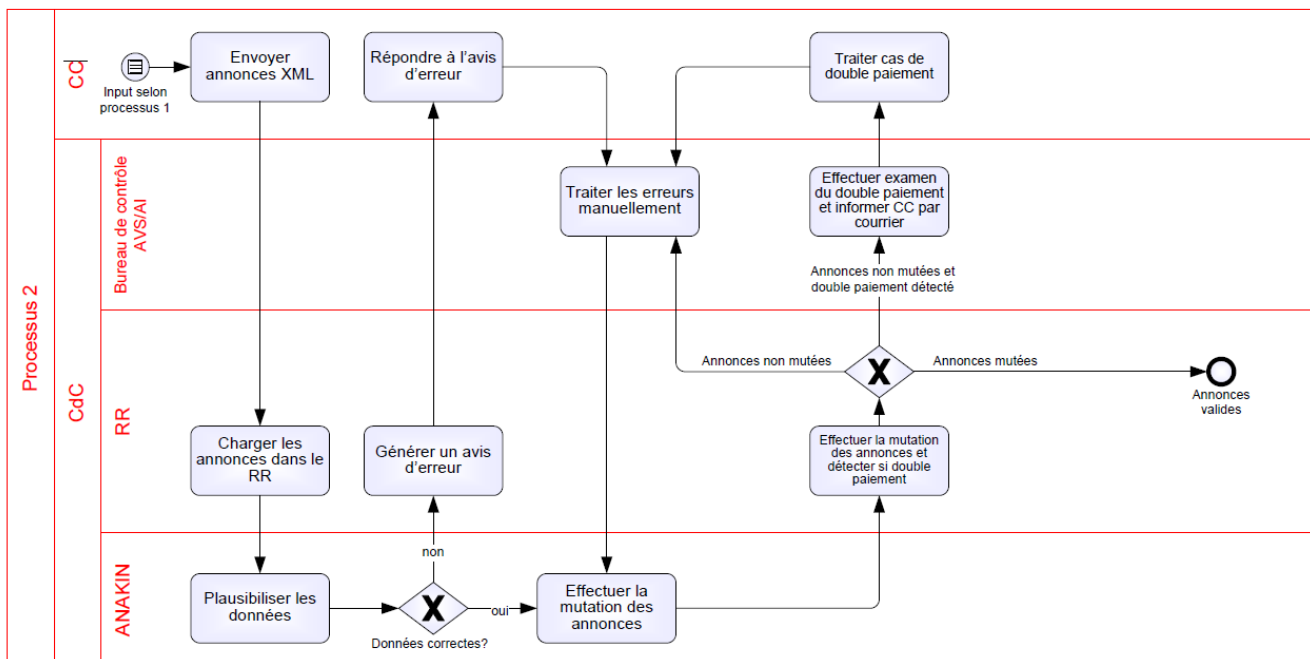 Processus 2
CC
CdC
Bureau de contrôle
AVS/AI
RR
ANAKIN
Input selon
processus 1
Envoyer
annonces XML
Répondre à l'avis
d'erreur
Traiter cas de
double paiement
Traiter les erreurs
manuellement
Effectuer examen
du double paiement
et informer CC par
courrier
Annonces non mutées et
double paiement détecté
Annonces non mutées
Annonces mutées
Annonces
valides
Charger les
annonces dans le
RR
Générer un avis
d'erreur
Effectuer la mutation
des annonces et
détecter si double
paiement
non
Plausibiliser les
données
X
X
oui
Données correctes?
Effectuer la
mutation des
annonces